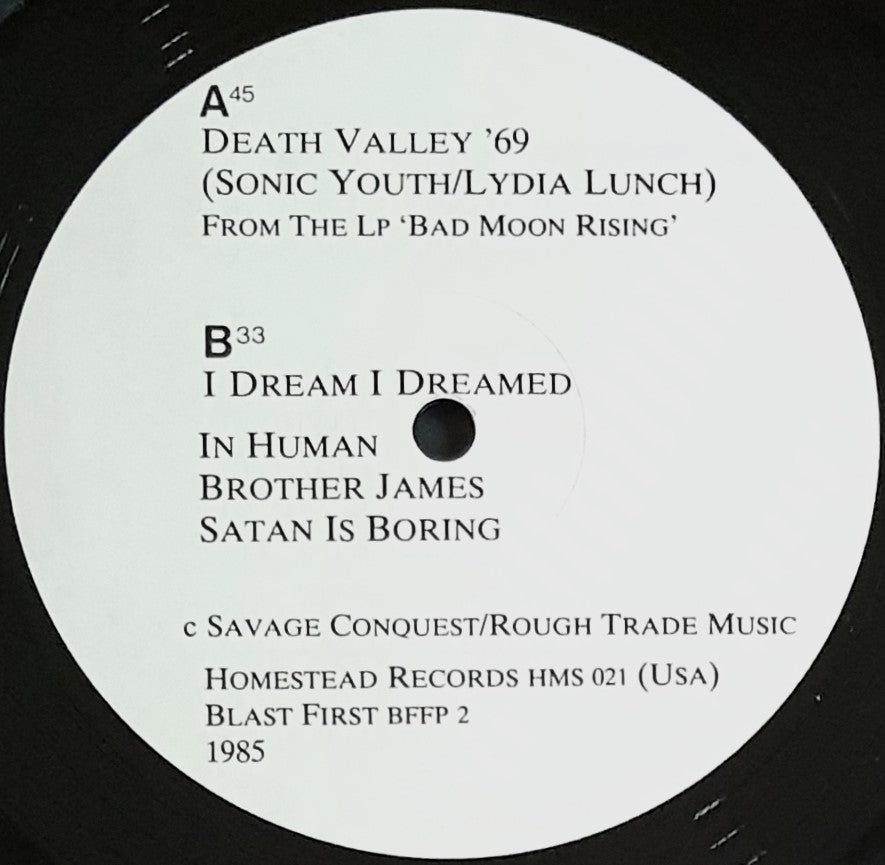 A45
DEATH VALLEY '69
(SONIC YOUTH/LYDIA LUNCH)
FROM THE LP 'BAD MOON RISING'
B33
I DREAM I DREAMED
IN HUMAN
BROTHER JAMES
SATAN IS BORING
c SAVAGE CONQUEST/ROUGH TRADE MUSIC
HOMESTEAD RECORDS HMS 021 (USA)
BLAST FIRST BFFP 2
1985